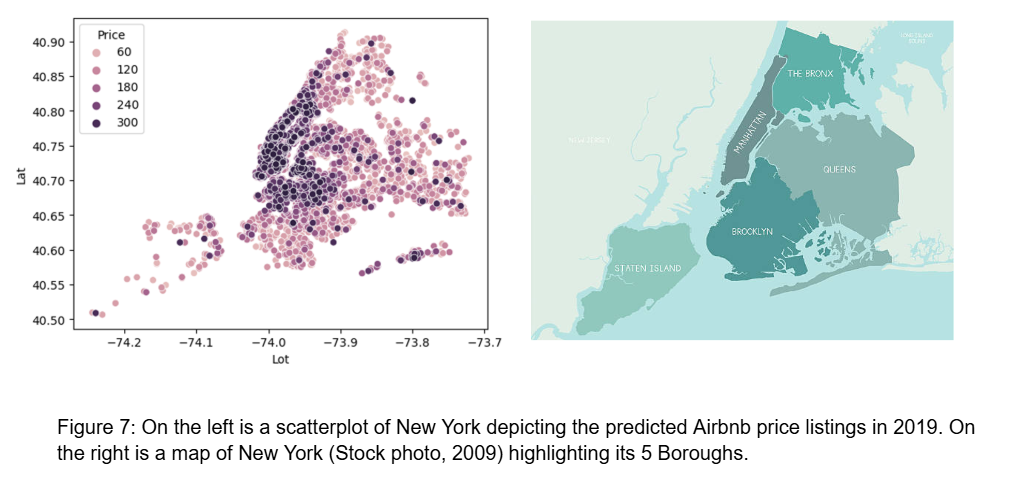 Price
60
120
180
240
300
40.90
40.85
40.80
40.75
40.70
40.65
40.60
40.55
40.50
Lat
−74.2 −74.1 −74.0 −73.9 −73.8 −73.7
Lot
LONG ISLAND
SOUND
THE BRONX
NEW JERSEY
MANHATTAN
QUEENS
BROOKLYN
STATEN ISLAND
Figure 7: On the left is a scatterplot of New York depicting the predicted Airbnb price listings in 2019. On
the right is a map of New York (Stock photo, 2009) highlighting its 5 Boroughs.